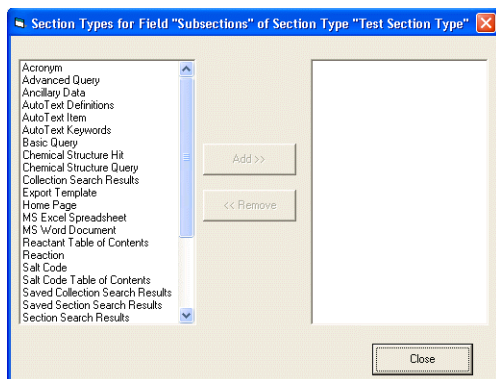 Section Types for Field "Subsections" of Section Type "Test Section Type"
Acronym
Advanced Query
Ancillary Data
AutoText Definitions
AutoText Item
AutoText Keywords
Basic Query
Chemical Structure Hit
Chemical Structure Query
Collection Search Results
Export Template
Home Page
MS Excel Spreadsheet
MS Word Document
Reactant Table of Contents
Reaction
Salt Code
Salt Code Table of Contents
Saved Collection Search Results
Saved Section Search Results
Section Search Results
Add >>
<< Remove
Close